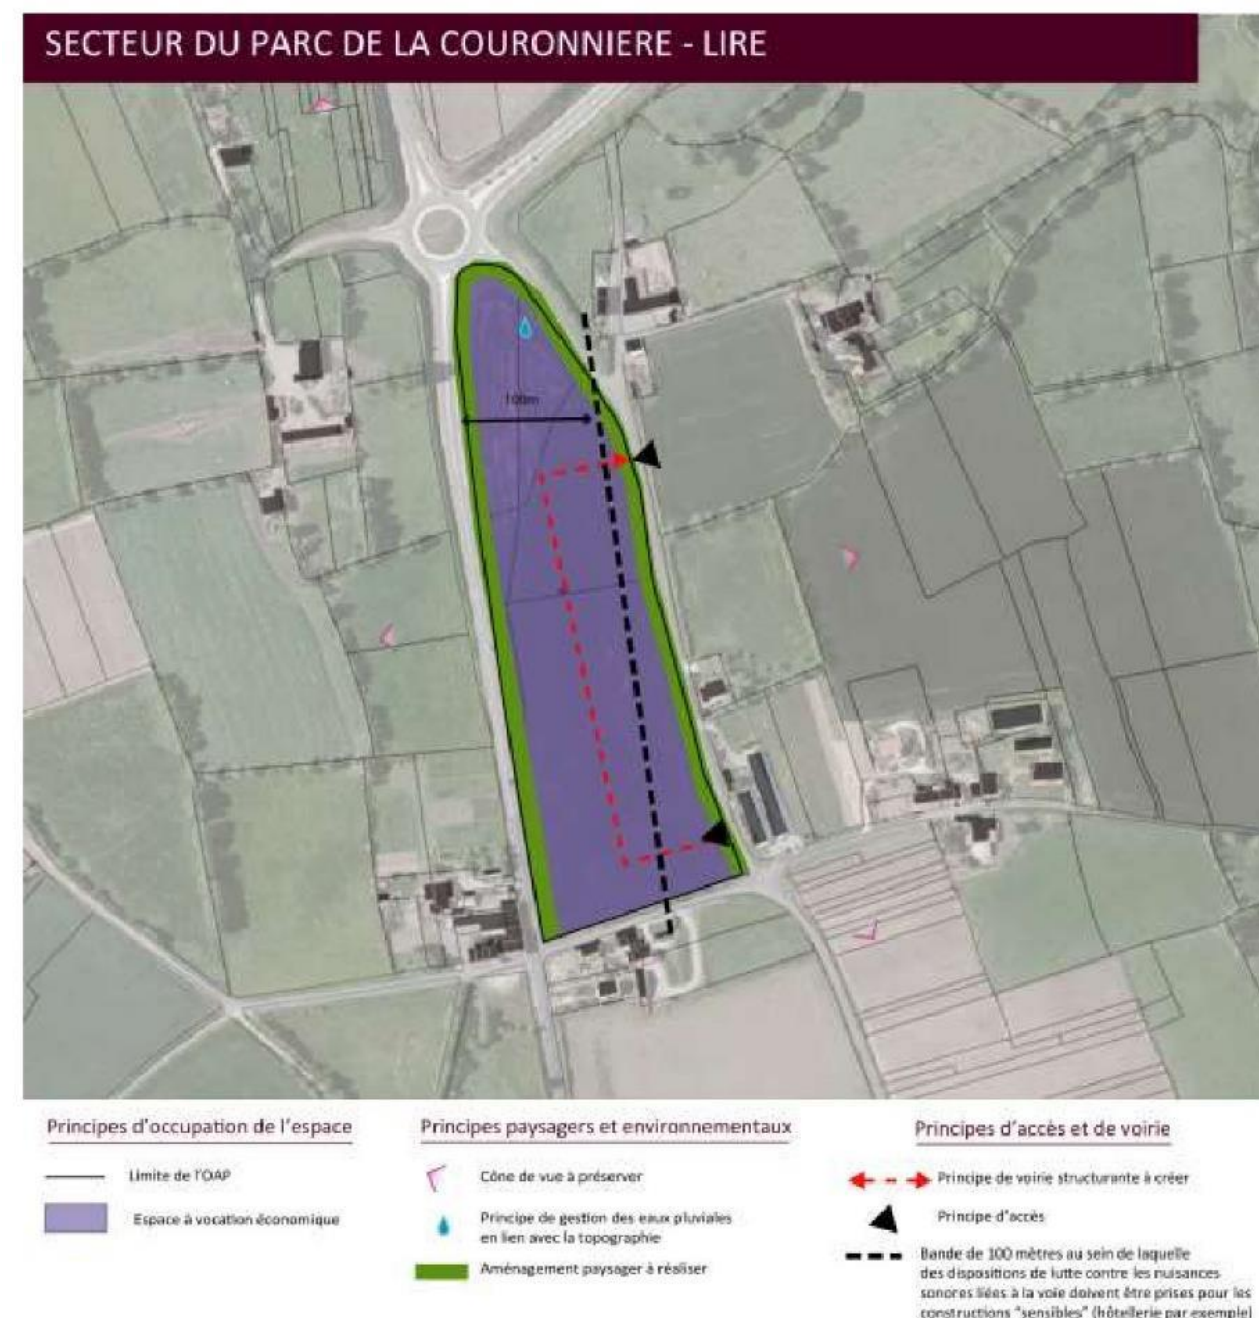 SECTEUR DU PARC DE LA COURONNIERE - LIRE
100m
Principes d'occupation de l'espace
Limite de l'OAP
Espace à vocation économique
Principes paysagers et environnementaux
Cône de vue à préserver
Principe de gestion des eaux pluviales
en lien avec la topographie
Aménagement paysager à réaliser
Principes d'accès et de voirie
Principe de voirie structurante à créer
Principe d'accès
Bande de 100 mètres au sein de laquelle
des dispositions de lutte contre les nuisances
sonores liées à la voie doivent être prises pour les
constructions "sensibles" (hôtellerie par exemple)